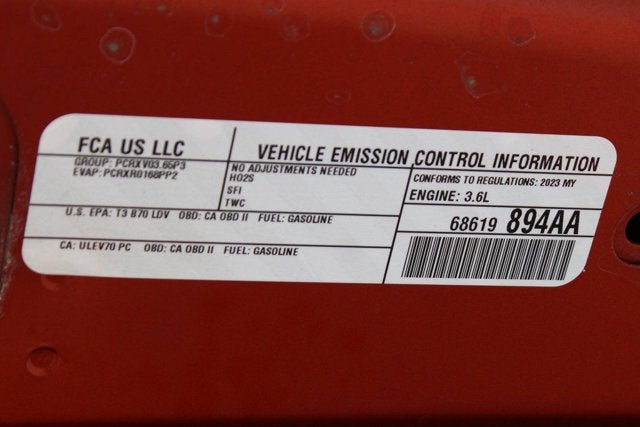 FCA US LLC
GROUP: PCRXV03.65P3
EVAP: PCRXR0168PP2
VEHICLE EMISSION CONTROL INFORMATION
NO ADJUSTMENTS NEEDED
HO2S
SFI
TWC
CONFORMS TO REGULATIONS: 2023 MY
ENGINE: 3.6L
U.S. EPA: T3 B70 LDV OBD: CA OBD II FUEL: GASOLINE
CA: ULEV70 PC OBD: CA OBD II FUEL: GASOLINE
68619 894AA